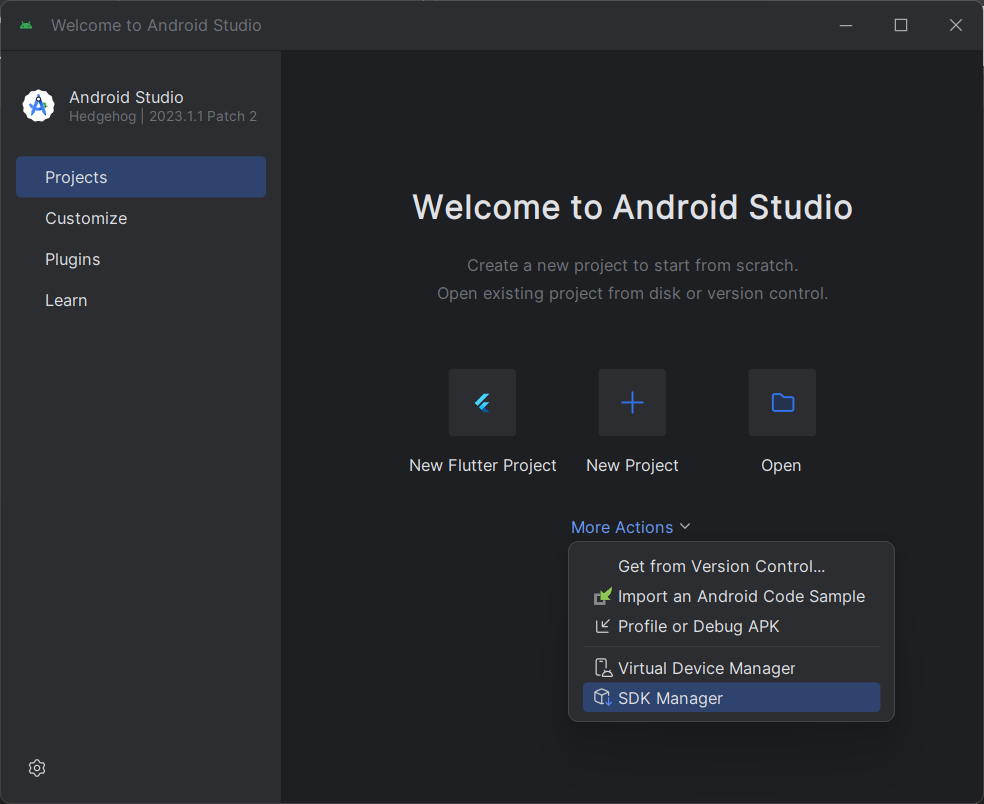 Welcome to Android Studio
Android Studio
Hedgehog | 2023.1.1 Patch 2
Projects
Customize
Plugins
Learn
Welcome to Android Studio
Create a new project to start from scratch.
Open existing project from disk or version control.
New Flutter Project
New Project
Open
More Actions
Get from Version Control...
Import an Android Code Sample
Profile or Debug APK
Virtual Device Manager
SDK Manager